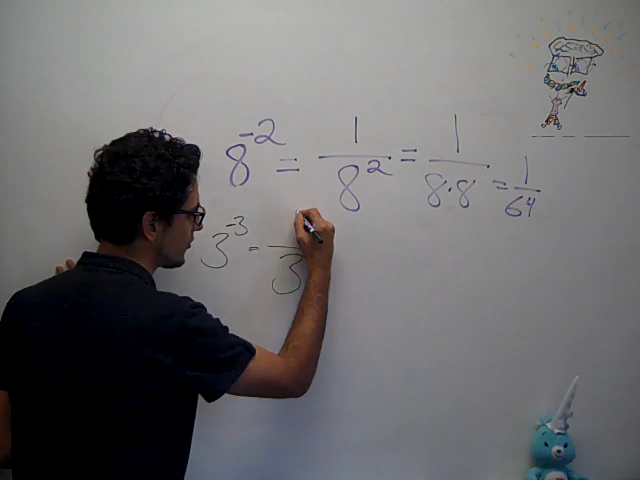 8⁻² = 1/8² = 1/8·8 = 1/64
3⁻³ = /3